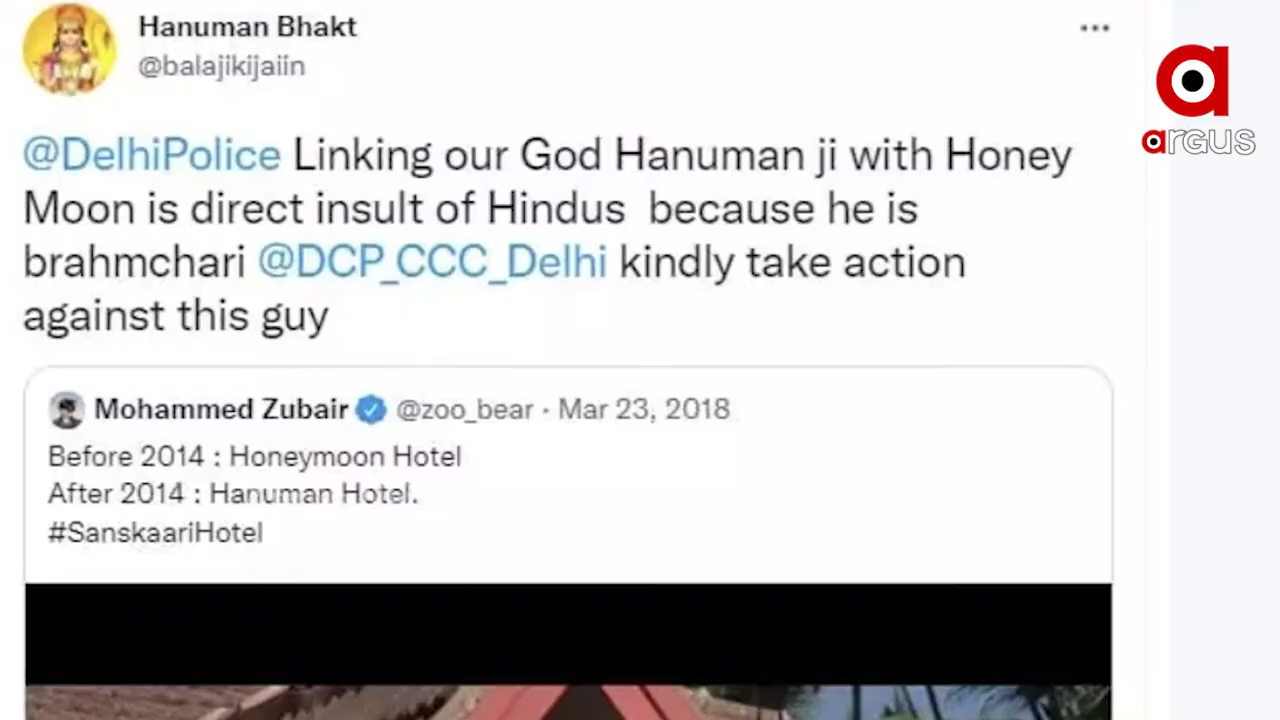 Hanuman Bhakt
@balajikijaiin
@DelhiPolice Linking our God Hanuman ji with Honey
Moon is direct insult of Hindus  because he is
brahmchari @DCP_CCC_Delhi kindly take action
against this guy
Mohammed Zubair @zoo_bear · Mar 23, 2018
Before 2014 : Honeymoon Hotel
After 2014 : Hanuman Hotel.
#SanskaariHotel
argus